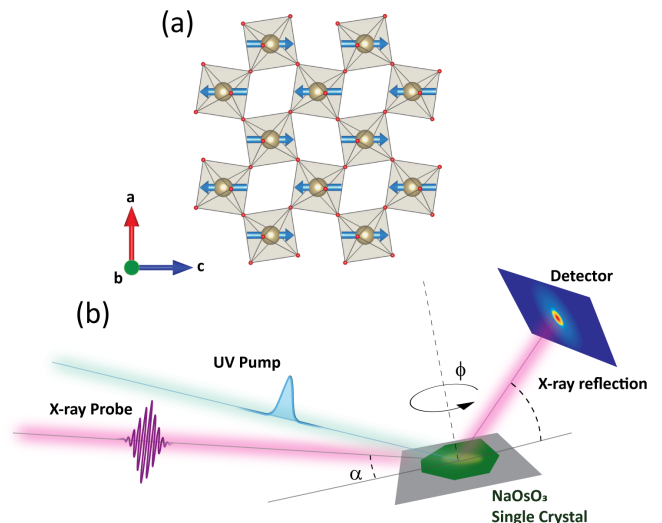 (a)
a
b
c
(b)
Detector
UV Pump
ϕ
X-ray reflection
X-ray Probe
α
NaOsO₃
Single Crystal